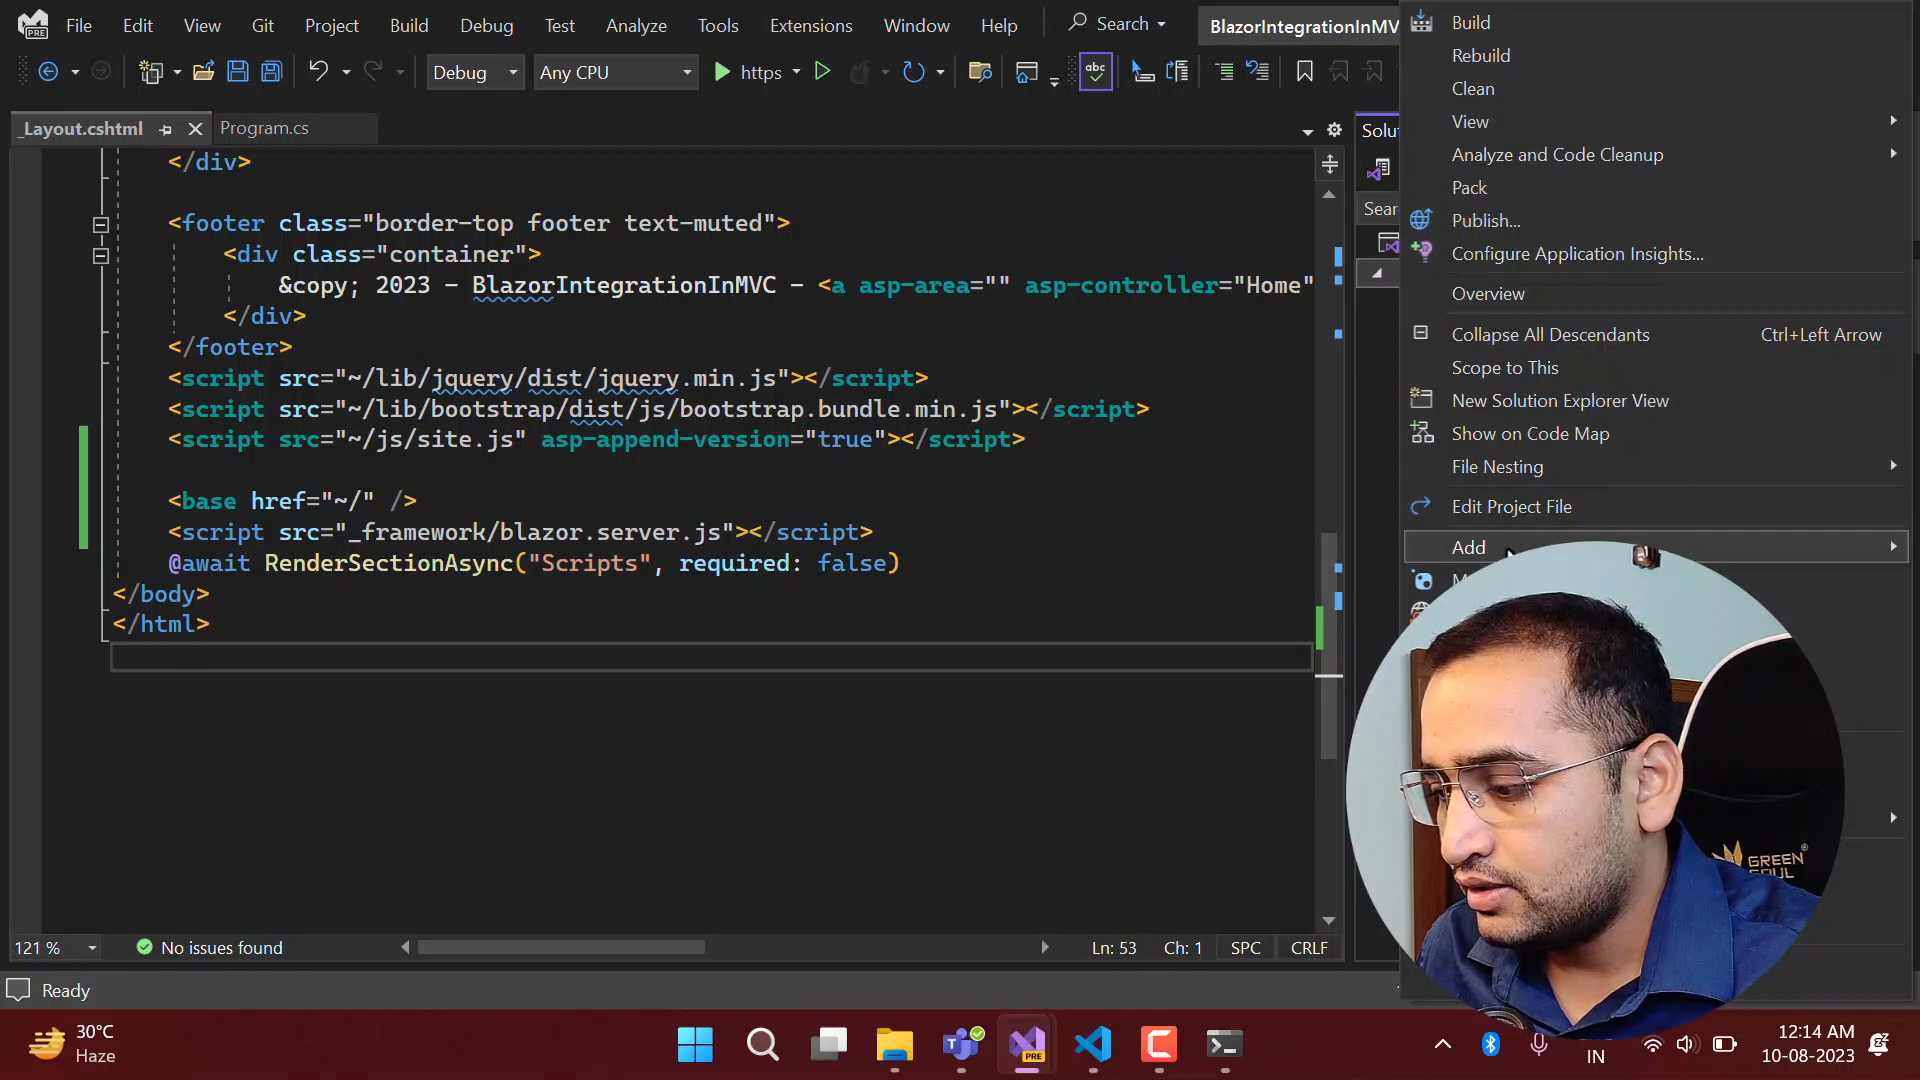 File Edit View Git Project Build Debug Test Analyze Tools Extensions Window Help Search BlazorIntegrationInMV
PRE
Debug Any CPU https abc
_Layout.cshtml Program.cs
</div>
<footer class="border-top footer text-muted">
<div class="container">
&copy; 2023 - BlazorIntegrationInMVC - <a asp-area="" asp-controller="Home"
</div>
</footer>
<script src="~/lib/jquery/dist/jquery.min.js"></script>
<script src="~/lib/bootstrap/dist/js/bootstrap.bundle.min.js"></script>
<script src="~/js/site.js" asp-append-version="true"></script>
<base href="~/" />
<script src="_framework/blazor.server.js"></script>
@await RenderSectionAsync("Scripts", required: false)
</body>
</html>
121 % No issues found Ln: 53 Ch: 1 SPC CRLF
Ready
Solut
Sear
Build
Rebuild
Clean
View
Analyze and Code Cleanup
Pack
Publish...
Configure Application Insights...
Overview
Collapse All Descendants Ctrl+Left Arrow
Scope to This
New Solution Explorer View
Show on Code Map
File Nesting
Edit Project File
Add
GREEN
SOUL
30°C
Haze
PRE
IN
12:14 AM
10-08-2023